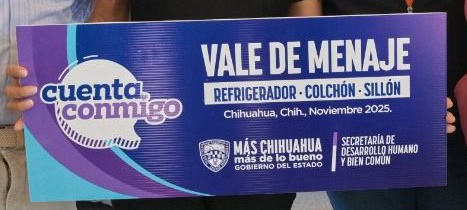 cuenta
conmigo
VALE DE MENAJE
REFRIGERADOR · COLCHÓN · SILLÓN
Chihuahua, Chih., Noviembre 2025.
MÁS CHIHUAHUA
más de lo bueno
GOBIERNO DEL ESTADO
SECRETARÍA DE
DESARROLLO HUMANO
Y BIEN COMÚN